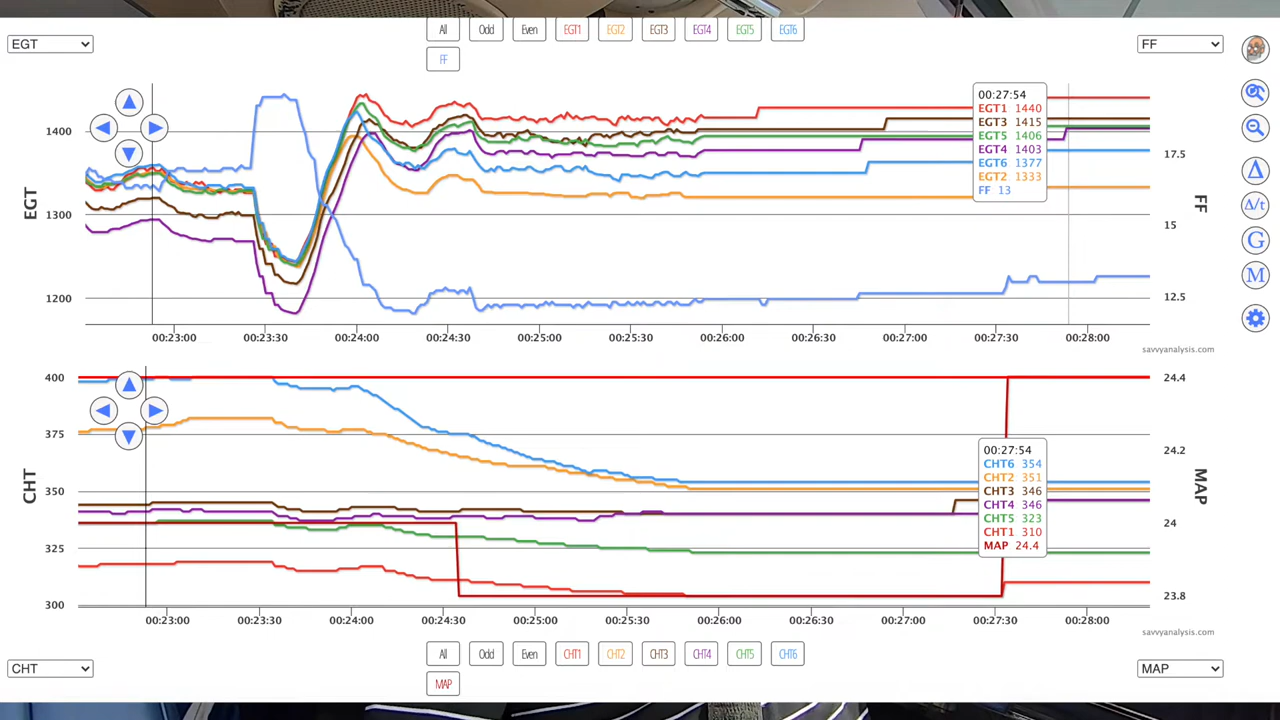 All Odd Even EGT1 EGT2 EGT3 EGT4 EGT5 EGT6
FF
EGT
FF
1400
1300
1200
EGT
17.5
15
12.5
FF
00:27:54
EGT1 1440
EGT3 1415
EGT5 1406
EGT4 1403
EGT6 1377
EGT2 1333
FF 13
00:23:00 00:23:30 00:24:00 00:24:30 00:25:00 00:25:30 00:26:00 00:26:30 00:27:00 00:27:30 00:28:00
savvyanalysis.com
Δ
Δ/t
G
M
400
375
350
325
300
CHT
24.4
24.2
24
23.8
MAP
00:27:54
CHT6 354
CHT2 351
CHT3 346
CHT4 346
CHT5 323
CHT1 310
MAP 24.4
00:23:00 00:23:30 00:24:00 00:24:30 00:25:00 00:25:30 00:26:00 00:26:30 00:27:00 00:27:30 00:28:00
savvyanalysis.com
All Odd Even CHT1 CHT2 CHT3 CHT4 CHT5 CHT6
MAP
CHT
MAP